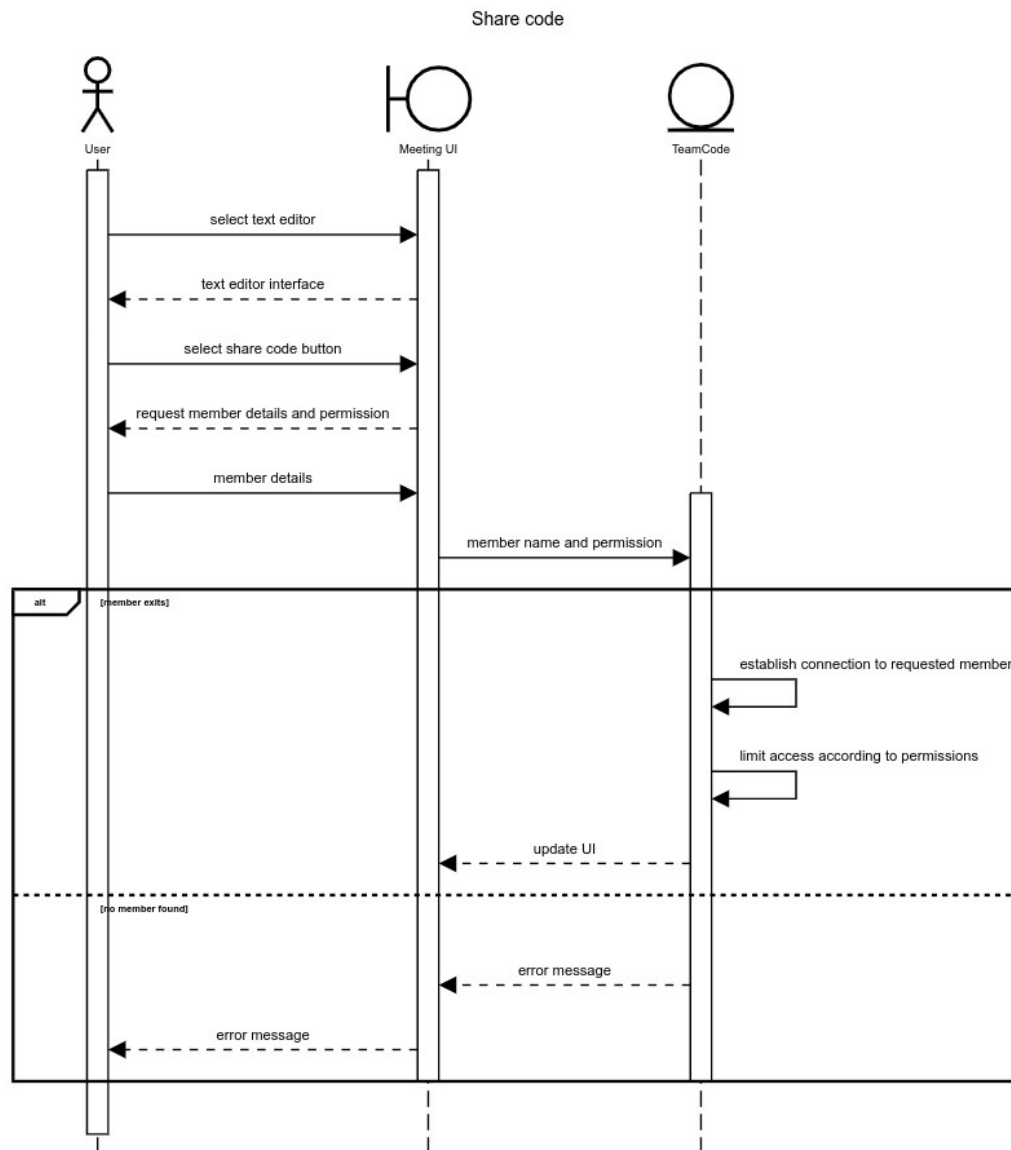 Share code
User
Meeting UI
TeamCode
select text editor
text editor interface
select share code button
request member details and permission
member details
member name and permission
alt
[member exits]
establish connection to requested member
limit access according to permissions
update UI
[no member found]
error message
error message